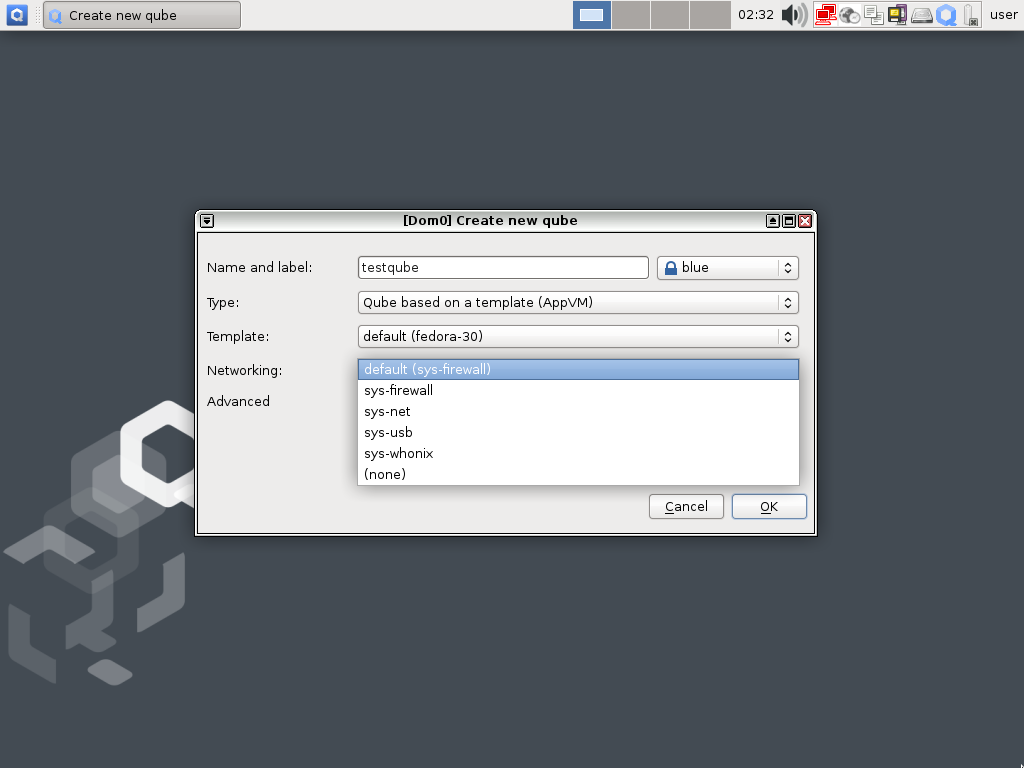 Create new qube
02:32
user
[Dom0] Create new qube
Name and label:
testqube
blue
Type:
Qube based on a template (AppVM)
Template:
default (fedora-30)
Networking:
default (sys-firewall)
sys-firewall
sys-net
sys-usb
sys-whonix
(none)
Advanced
Cancel
OK